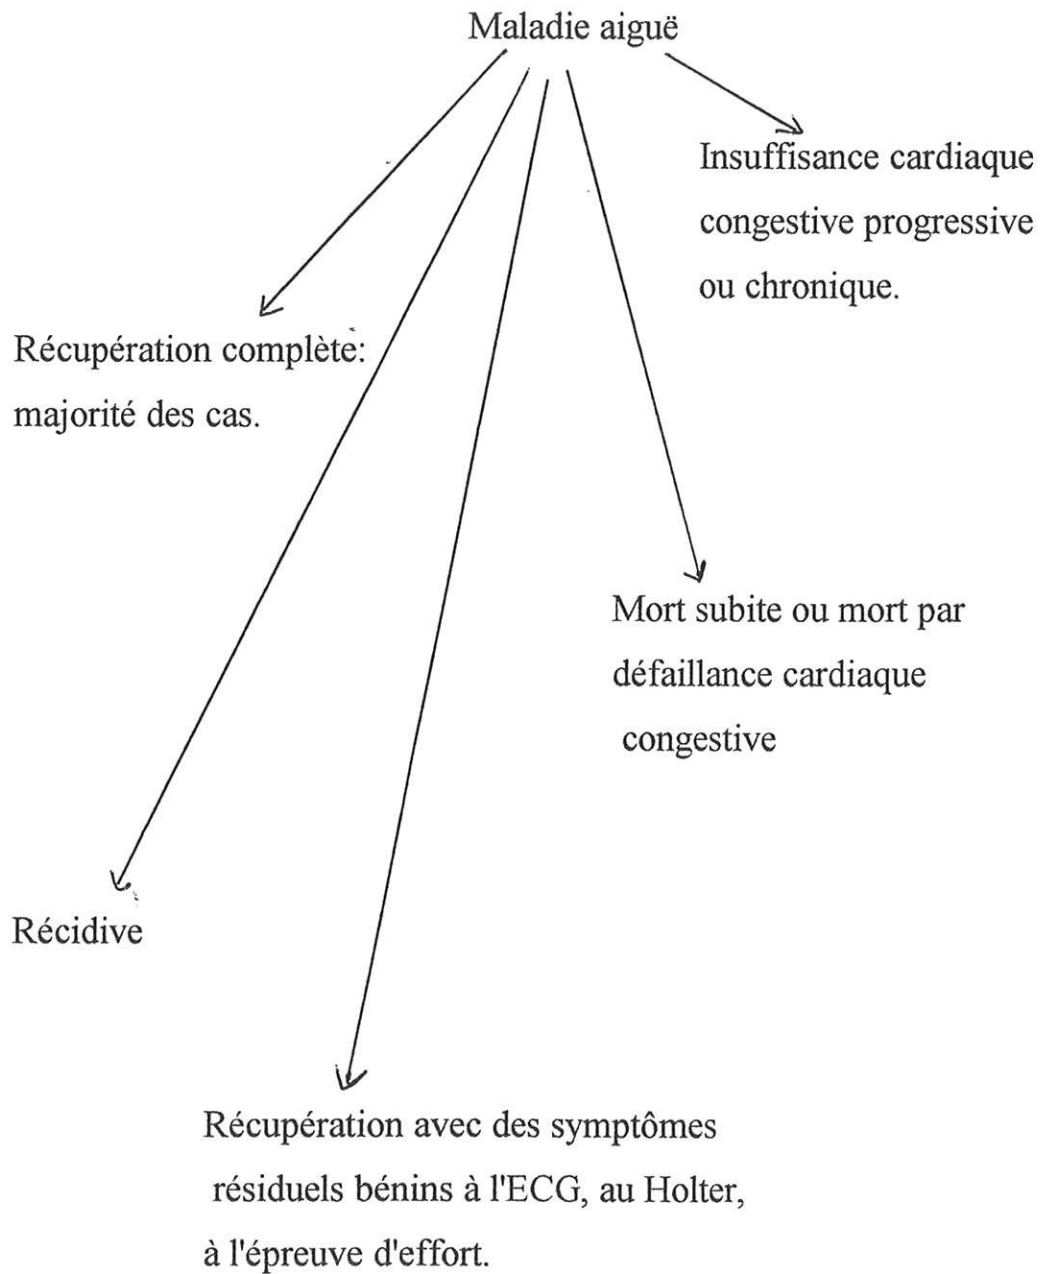 Maladie aiguë
Insuffisance cardiaque
congestive progressive
ou chronique.
Récupération complète:
majorité des cas.
Mort subite ou mort par
défaillance cardiaque
congestive
Récidive
Récupération avec des symptômes
résiduels bénins à l'ECG, au Holter,
à l'épreuve d'effort.